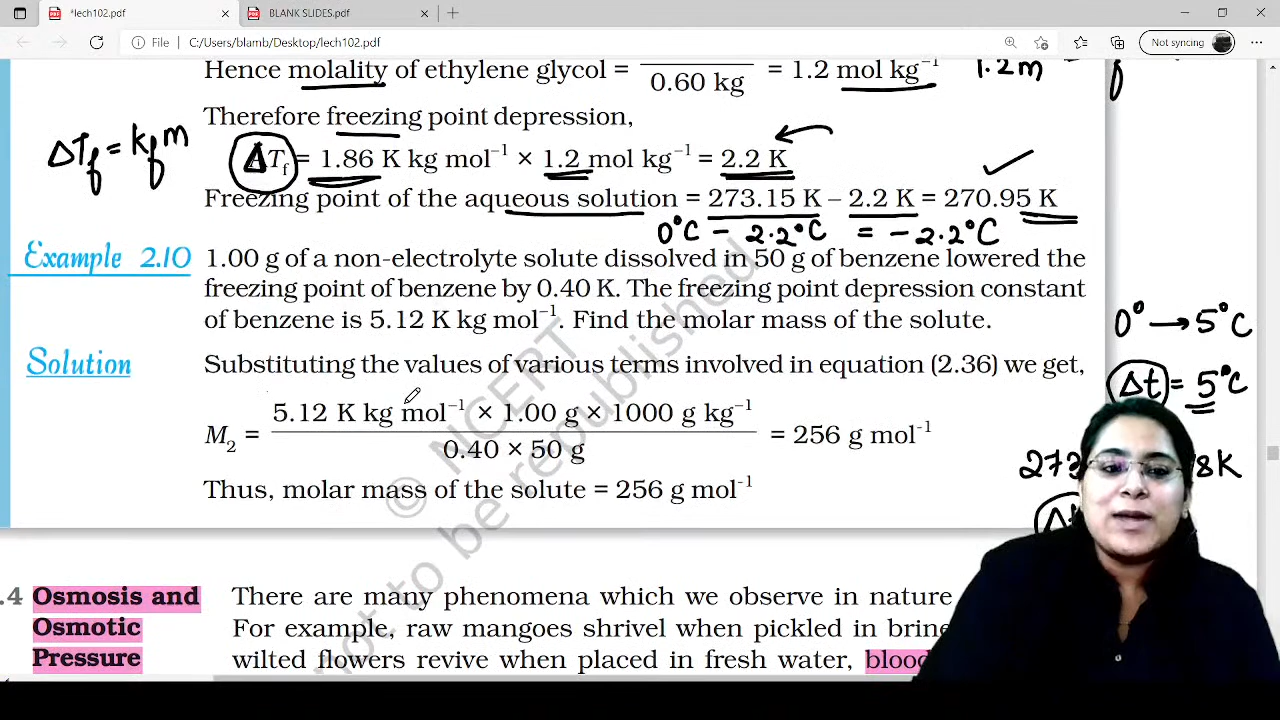 *lech102.pdf
BLANK SLIDES.pdf
File C:/Users/blamb/Desktop/lech102.pdf
Not syncing
Hence molality of ethylene glycol = 0.60 kg = 1.2 mol kg⁻¹
1.2m
Therefore freezing point depression,
ΔTf = Kf m
ΔTf = 1.86 K kg mol⁻¹ × 1.2 mol kg⁻¹ = 2.2 K
Freezing point of the aqueous solution = 273.15 K – 2.2 K = 270.95 K
0°C – 2.2°C = –2.2°C
Example 2.10 1.00 g of a non-electrolyte solute dissolved in 50 g of benzene lowered the
freezing point of benzene by 0.40 K. The freezing point depression constant
of benzene is 5.12 K kg mol⁻¹. Find the molar mass of the solute.
0° → 5°C
Solution Substituting the values of various terms involved in equation (2.36) we get,
Δt = 5°C
M₂ = 5.12 K kg mol⁻¹ × 1.00 g × 1000 g kg⁻¹ / 0.40 × 50 g = 256 g mol⁻¹
273 8K
Thus, molar mass of the solute = 256 g mol⁻¹
© NCERT
not to be republished
.4 Osmosis and Osmotic Pressure
There are many phenomena which we observe in nature
For example, raw mangoes shrivel when pickled in brine
wilted flowers revive when placed in fresh water, blood